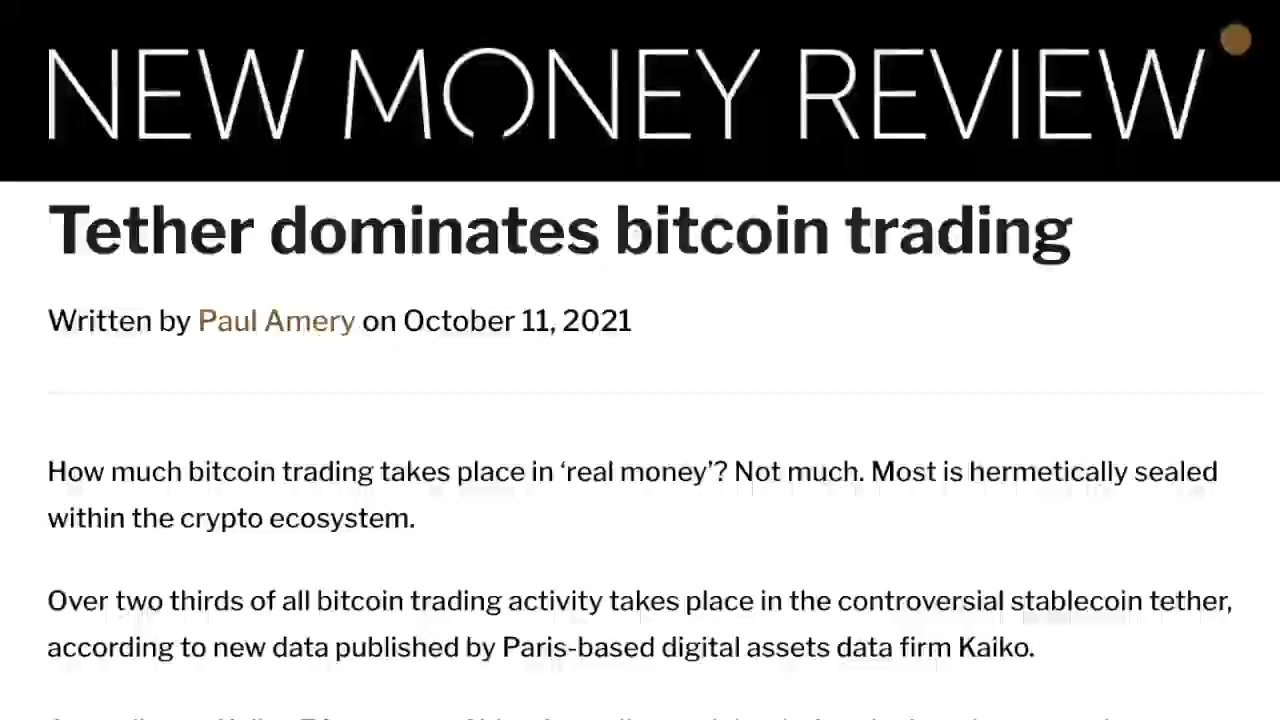 NEW MONEY REVIEW
Tether dominates bitcoin trading
Written by Paul Amery on October 11, 2021
How much bitcoin trading takes place in ‘real money’? Not much. Most is hermetically sealed
within the crypto ecosystem.
Over two thirds of all bitcoin trading activity takes place in the controversial stablecoin tether,
according to new data published by Paris-based digital assets data firm Kaiko.